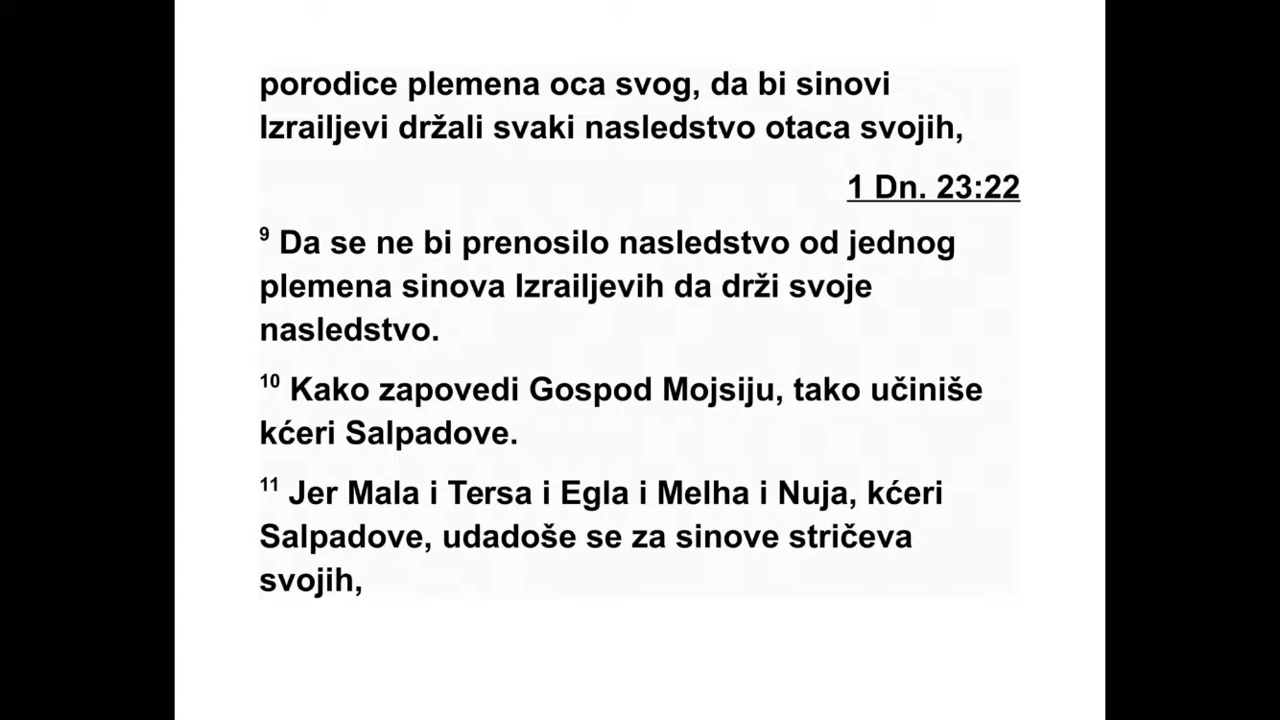 porodice plemena oca svog, da bi sinovi
Izrailjevi držali svaki nasledstvo otaca svojih,
1 Dn. 23:22
9 Da se ne bi prenosilo nasledstvo od jednog
plemena sinova Izrailjevih da drži svoje
nasledstvo.
10 Kako zapovedi Gospod Mojsiju, tako učiniše
kćeri Salpadove.
11 Jer Mala i Tersa i Egla i Melha i Nuja, kćeri
Salpadove, udadoše se za sinove stričeva
svojih,